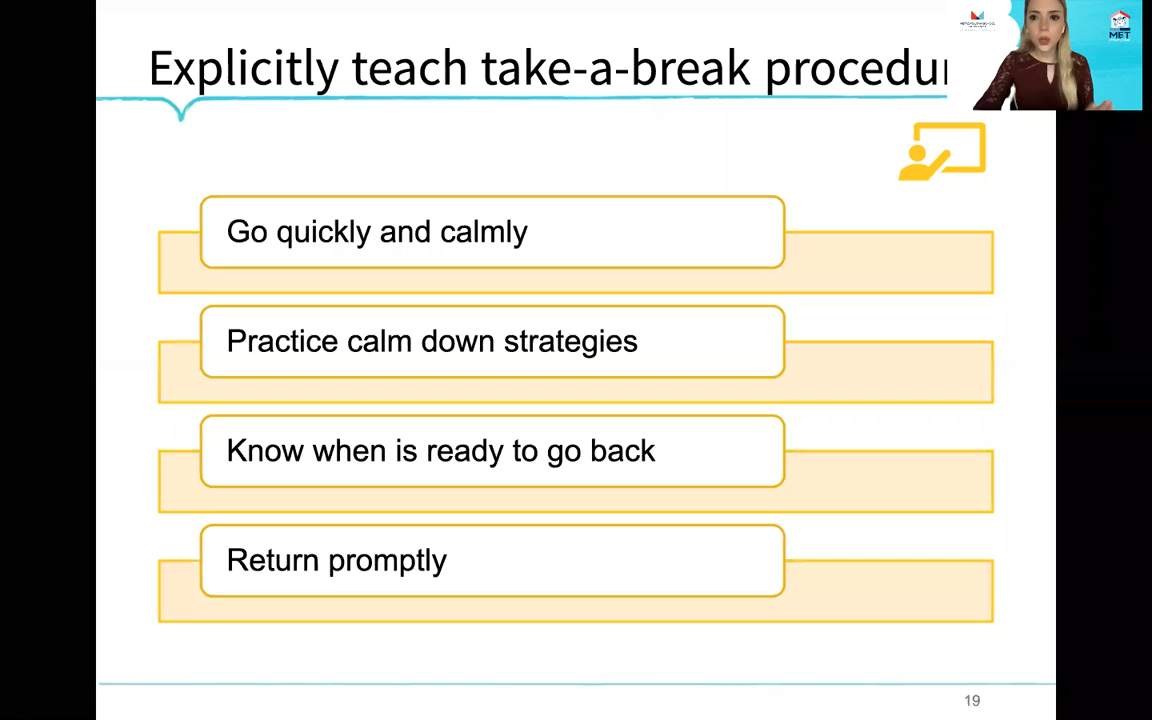 Explicitly teach take-a-break
MET
Go quickly and calmly
Practice calm down strategies
Know when is ready to go back
Return promptly
19